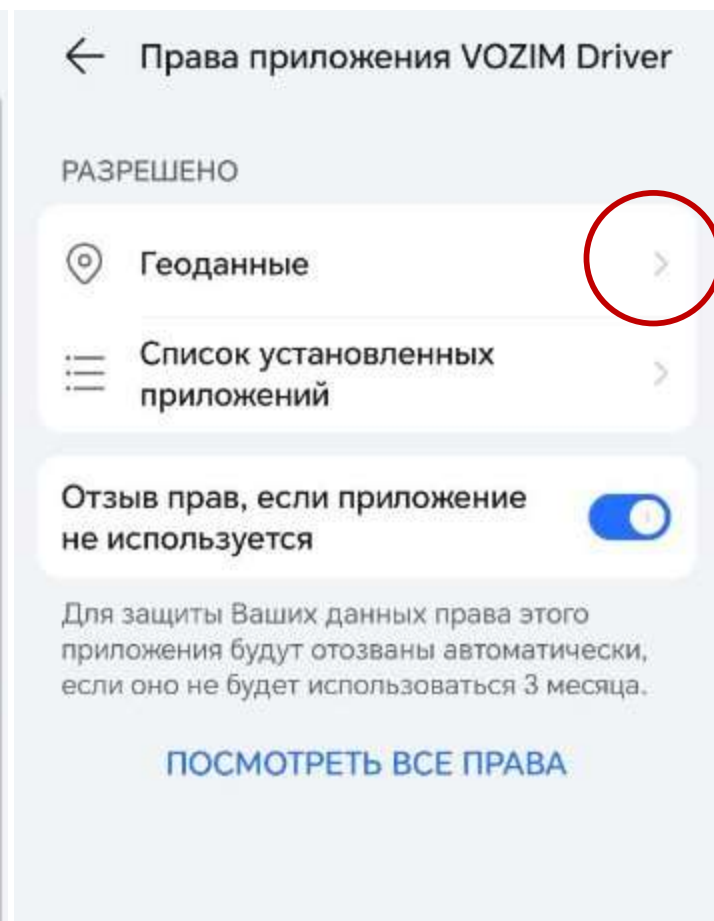 Права приложения VOZIM Driver
РАЗРЕШЕНО
Геоданные
Список установленных
приложений
Отзыв прав, если приложение
не используется
Для защиты Ваших данных права этого
приложения будут отозваны автоматически,
если оно не будет использоваться 3 месяца.
ПОСМОТРЕТЬ ВСЕ ПРАВА